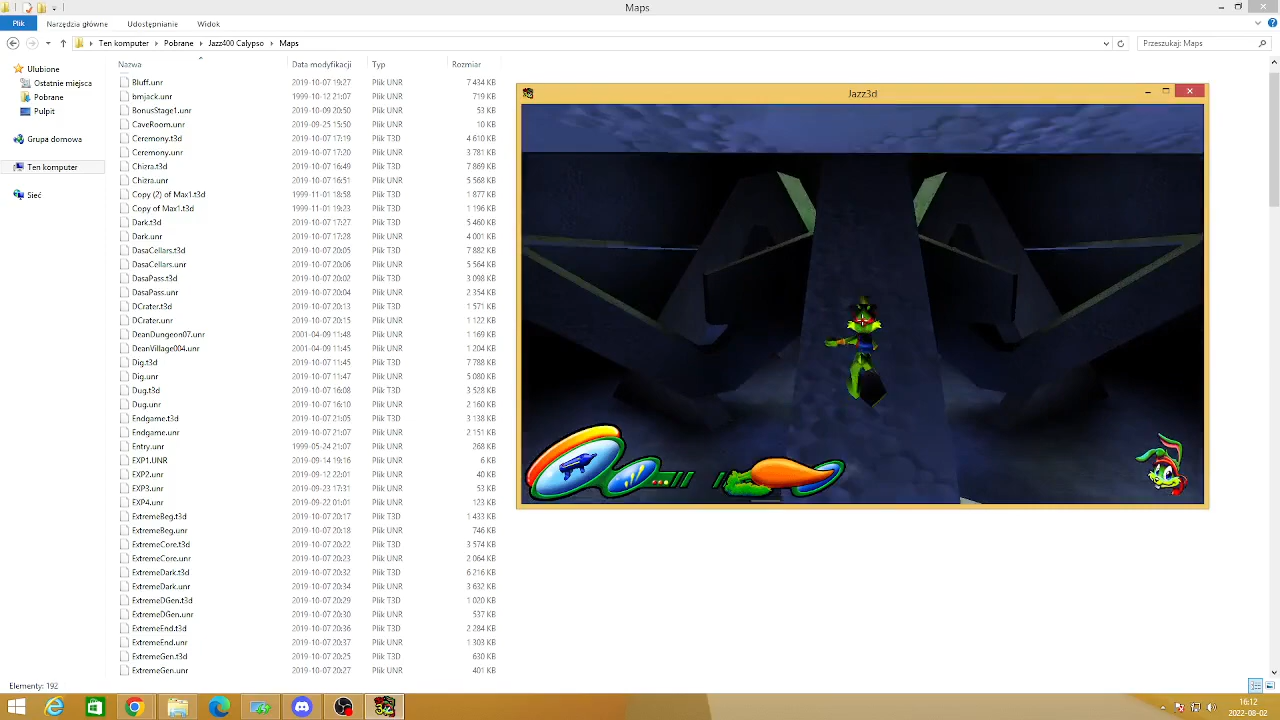 Maps
Plik Narzędzia główne Udostępnianie Widok
Ten komputer Pobrane Jazz400 Calypso Maps
Przeszukaj: Maps
Nazwa Data modyfikacji Typ Rozmiar
Ulubione
Ostatnie miejsca
Pobrane
Pulpit
Grupa domowa
Ten komputer
Sieć
Bluff.unr 2019-10-07 19:27 Plik UNR 7 434 KB
bmjack.unr 1999-10-12 21:07 Plik UNR 719 KB
BonusStage1.unr 2019-10-09 20:50 Plik UNR 53 KB
CaveRoom.unr 2019-09-25 15:50 Plik UNR 10 KB
Ceremony.t3d 2019-10-07 17:19 Plik T3D 4 610 KB
Ceremony.unr 2019-10-07 17:20 Plik UNR 3 781 KB
Chizra.t3d 2019-10-07 16:49 Plik T3D 7 869 KB
Chizra.unr 2019-10-07 16:51 Plik UNR 5 568 KB
Copy (2) of Max1.t3d 1999-11-01 18:58 Plik T3D 1 877 KB
Copy of Max1.t3d 1999-11-01 19:23 Plik T3D 1 196 KB
Dark.t3d 2019-10-07 17:27 Plik T3D 5 460 KB
Dark.unr 2019-10-07 17:28 Plik UNR 4 001 KB
DasaCellars.t3d 2019-10-07 20:05 Plik T3D 7 882 KB
DasaCellars.unr 2019-10-07 20:06 Plik UNR 5 564 KB
DasaPass.t3d 2019-10-07 20:02 Plik T3D 3 098 KB
DasaPass.unr 2019-10-07 20:04 Plik UNR 2 354 KB
DCrater.t3d 2019-10-07 20:13 Plik T3D 1 571 KB
DCrater.unr 2019-10-07 20:15 Plik UNR 1 122 KB
DeanDungeon07.unr 2001-04-09 11:48 Plik UNR 1 169 KB
DeanVillage004.unr 2001-04-09 11:45 Plik UNR 1 204 KB
Dig.t3d 2019-10-07 11:45 Plik T3D 7 788 KB
Dig.unr 2019-10-07 11:47 Plik UNR 5 080 KB
Dug.t3d 2019-10-07 16:08 Plik T3D 3 528 KB
Dug.unr 2019-10-07 16:10 Plik UNR 2 160 KB
Endgame.t3d 2019-10-07 21:05 Plik T3D 3 138 KB
Endgame.unr 2019-10-07 21:07 Plik UNR 2 151 KB
Entry.unr 1999-05-24 21:07 Plik UNR 268 KB
EXP1.UNR 2019-09-14 19:16 Plik UNR 6 KB
EXP2.unr 2019-09-12 22:01 Plik UNR 40 KB
EXP3.unr 2019-09-23 17:31 Plik UNR 53 KB
EXP4.unr 2019-09-22 01:01 Plik UNR 123 KB
ExtremeBeg.t3d 2019-10-07 20:17 Plik T3D 1 433 KB
ExtremeBeg.unr 2019-10-07 20:18 Plik UNR 746 KB
ExtremeCore.t3d 2019-10-07 20:22 Plik T3D 3 574 KB
ExtremeCore.unr 2019-10-07 20:23 Plik UNR 2 064 KB
ExtremeDark.t3d 2019-10-07 20:32 Plik T3D 6 216 KB
ExtremeDark.unr 2019-10-07 20:34 Plik UNR 3 632 KB
ExtremeDGen.t3d 2019-10-07 20:29 Plik T3D 1 020 KB
ExtremeDGen.unr 2019-10-07 20:30 Plik UNR 537 KB
ExtremeEnd.t3d 2019-10-07 20:36 Plik T3D 2 284 KB
ExtremeEnd.unr 2019-10-07 20:37 Plik UNR 1 303 KB
ExtremeGen.t3d 2019-10-07 20:25 Plik T3D 630 KB
ExtremeGen.unr 2019-10-07 20:27 Plik UNR 401 KB
Jazz3d
Elementy: 192
16:12
2022-08-02